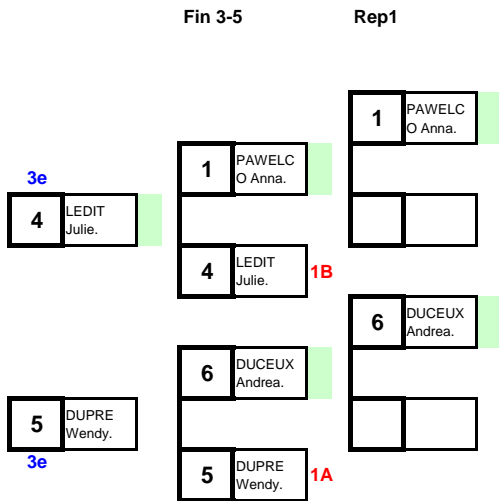 Fin 3-5
Rep1
1
PAWELC
O Anna.
1
PAWELC
O Anna.
3e
4
LEDIT
Julie.
4
LEDIT
Julie.
1B
6
DUCEUX
Andrea.
6
DUCEUX
Andrea.
5
DUPRE
Wendy.
3e
5
DUPRE
Wendy.
1A